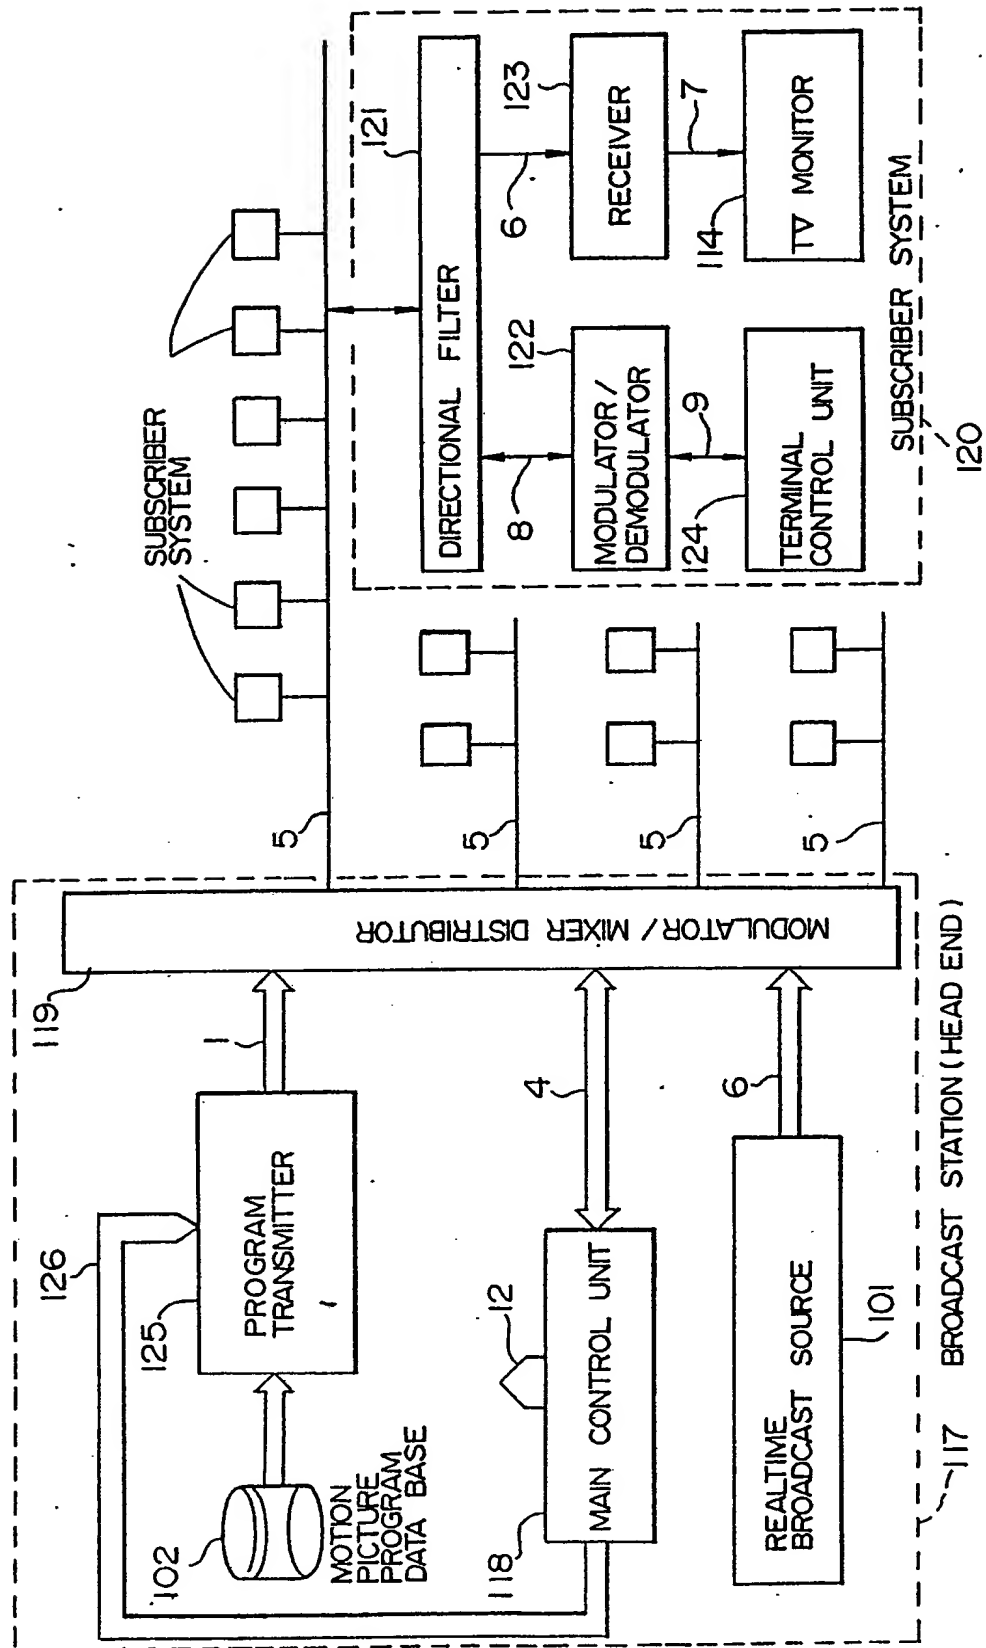 126
119
125
PROGRAM
TRANSMITTER
1
102
MOTION
PICTURE
PROGRAM
DATA BASE
12
4
118
MAIN CONTROL UNIT
6
REALTIME
BROADCAST SOURCE
101
MODULATOR/MIXER DISTRIBUTOR
117
BROADCAST STATION (HEAD END)
5
5
5
5
SUBSCRIBER
SYSTEM
121
DIRECTIONAL FILTER
8
6
122
MODULATOR/
DEMODULATOR
123
RECEIVER
9
7
124
TERMINAL
CONTROL UNIT
114
TV MONITOR
SUBSCRIBER SYSTEM
120